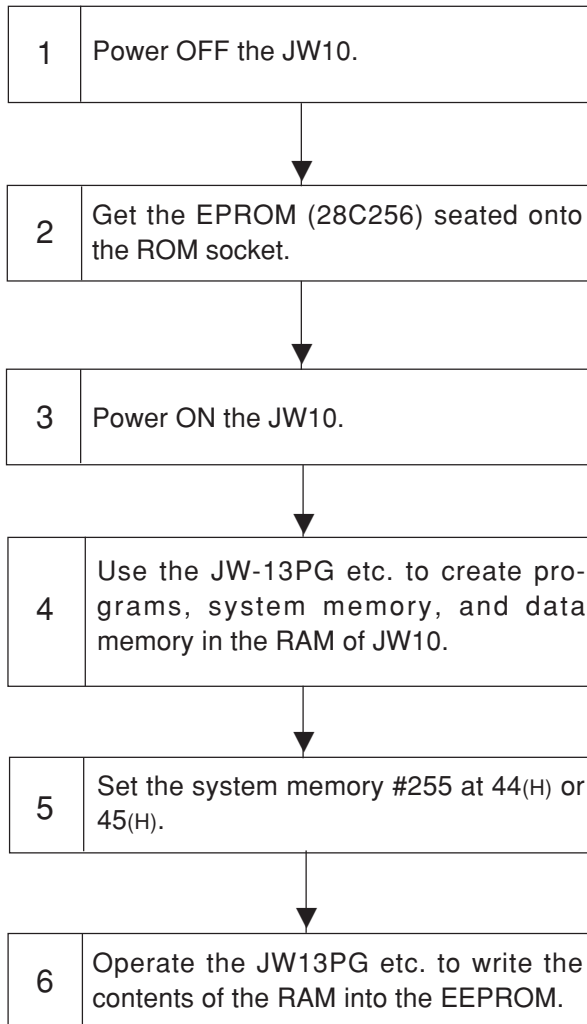 1
Power OFF the JW10.
2
Get the EPROM (28C256) seated onto
the ROM socket.
3
Power ON the JW10.
4
Use the JW-13PG etc. to create pro-
grams, system memory, and data
memory in the RAM of JW10.
5
Set the system memory #255 at 44(H) or
45(H).
6
Operate the JW13PG etc. to write the
contents of the RAM into the EEPROM.